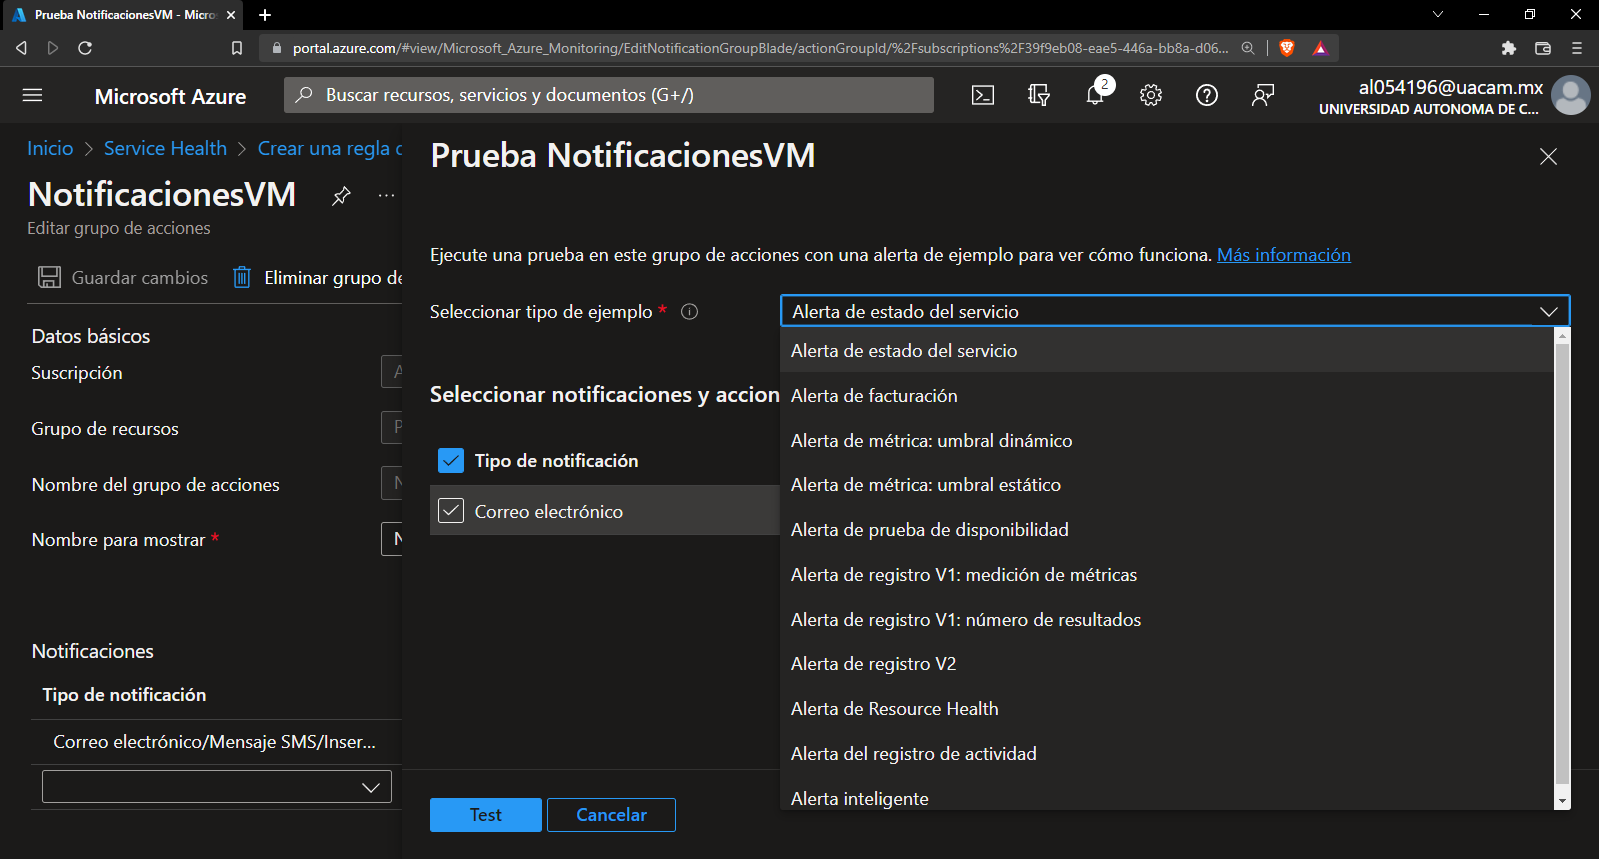 Prueba NotificacionesVM - Micro
portal.azure.com/#view/Microsoft_Azure_Monitoring/EditNotificationGroupBlade/actionGroupId/%2Fsubscriptions%2F39f9eb08-eae5-446a-bb8a-d06...
Microsoft Azure
Buscar recursos, servicios y documentos (G+/)
2
al054196@uacam.mx
UNIVERSIDAD AUTONOMA DE C...
Inicio > Service Health > Crear una regla
NotificacionesVM
...
Editar grupo de acciones
Guardar cambios
Eliminar grupo de
Datos básicos
Suscripción
A
Grupo de recursos
P
Nombre del grupo de acciones
N
Nombre para mostrar *
N
Notificaciones
Tipo de notificación
Correo electrónico/Mensaje SMS/Inser...
Prueba NotificacionesVM
Ejecute una prueba en este grupo de acciones con una alerta de ejemplo para ver cómo funciona. Más información
Seleccionar tipo de ejemplo *
Alerta de estado del servicio
Alerta de estado del servicio
Alerta de facturación
Alerta de métrica: umbral dinámico
Alerta de métrica: umbral estático
Alerta de prueba de disponibilidad
Alerta de registro V1: medición de métricas
Alerta de registro V1: número de resultados
Alerta de registro V2
Alerta de Resource Health
Alerta del registro de actividad
Alerta inteligente
Seleccionar notificaciones y accion
Tipo de notificación
Correo electrónico
Test
Cancelar